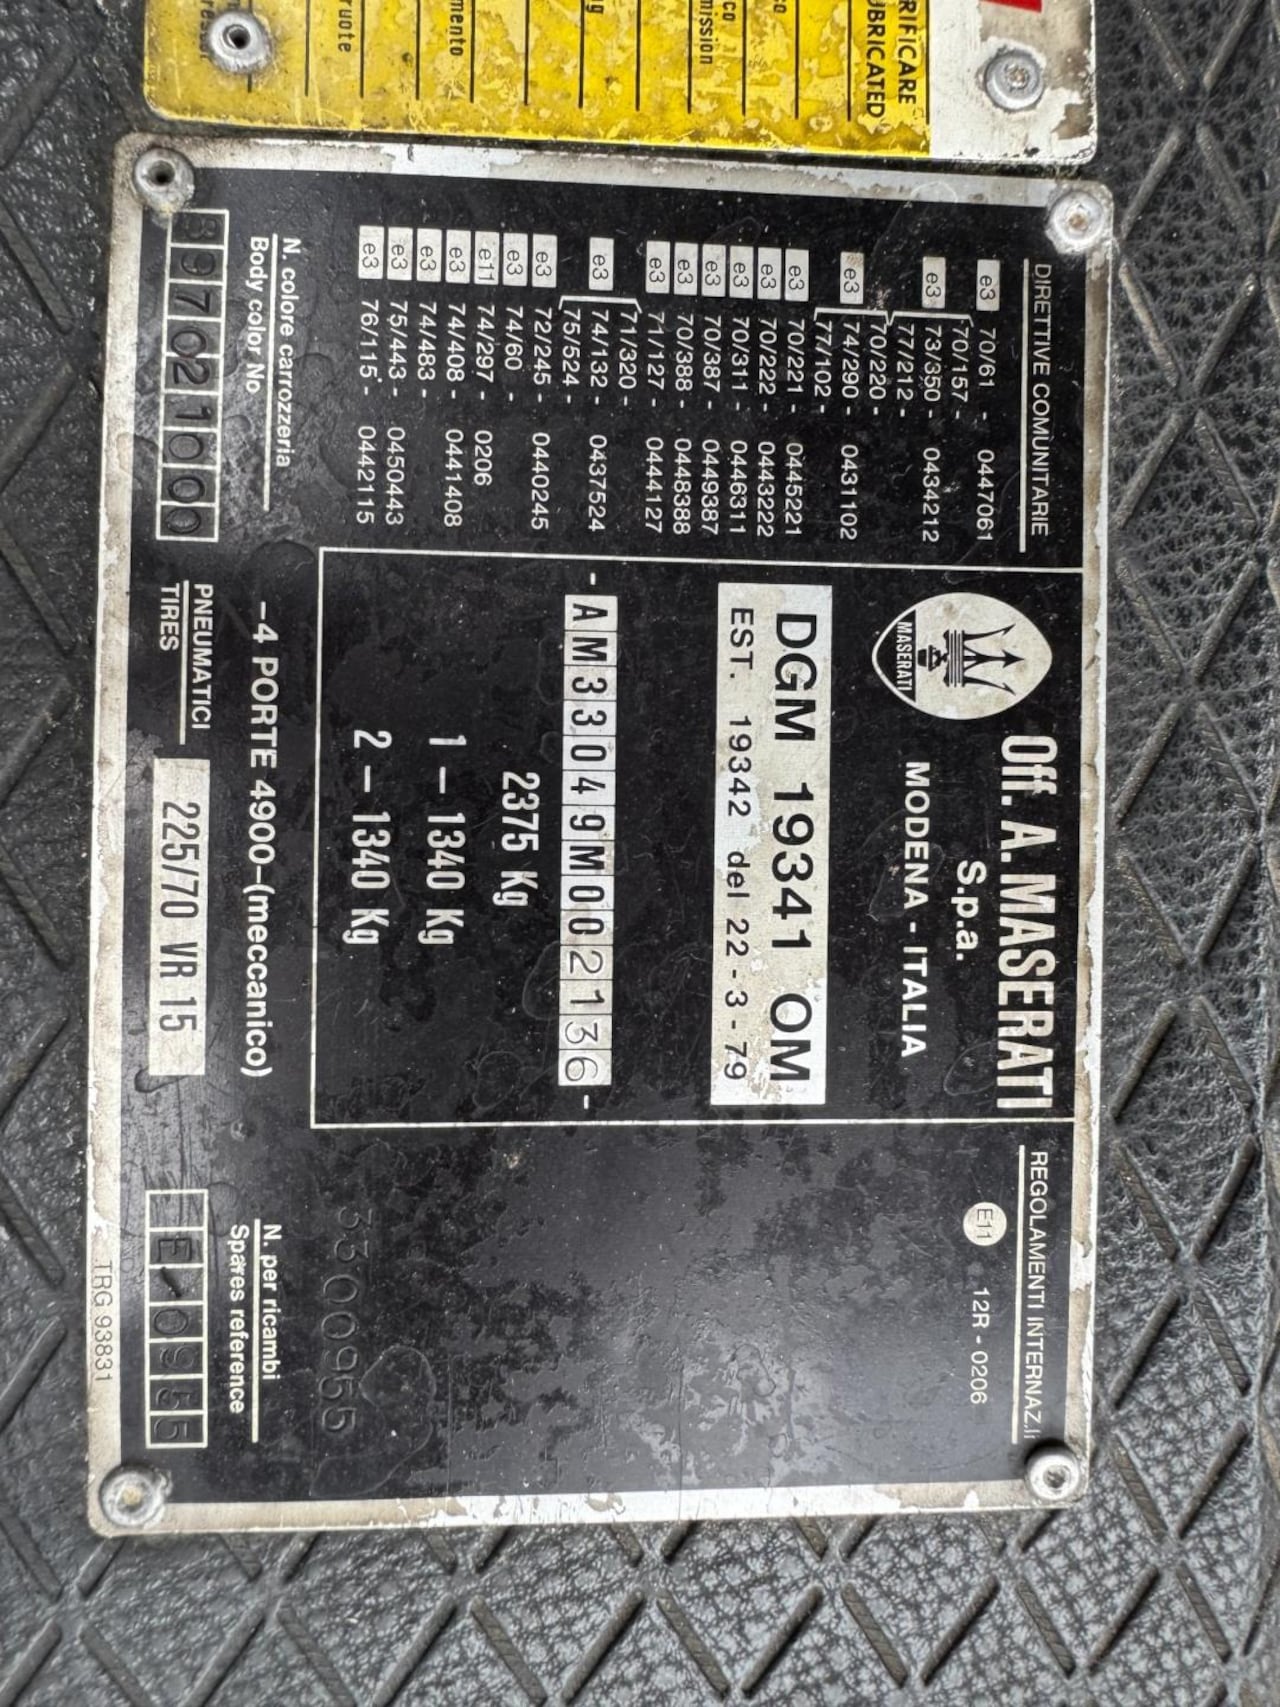 RIFICARE
UBRICATED
mission
mento
ruote
DIRETTIVE COMUNITARIE
e3 70/61 - 0447061
70/157 -
e3 73/350 - 0434212
77/212 -
70/220 -
e3 74/290 - 0431102
77/102 -
e3 70/221 - 0445221
e3 70/222 - 0443222
e3 70/311 - 0446311
e3 70/387 - 0449387
e3 70/388 - 0448388
e3 71/127 - 0444127
71/320 -
e3 74/132 - 0437524
75/524 -
e3 72/245 - 0440245
e3 74/60 -
e11 74/297 - 0206
e3 74/408 - 0441408
e3 74/483 -
e3 75/443 - 0450443
e3 76/115 - 0442115
N. colore carrozzeria
Body color No
89702100
Off. A. MASERATI
S.p.a.
MODENA - ITALIA
MASERATI
DGM 19341 OM
EST. 19342 del 22-3-79
- AM33049M002136 -
2375 Kg
1 – 1340 Kg
2 – 1340 Kg
-4 PORTE 4900-(meccanico)
PNEUMATICI
TIRES
225/70 VR 15
REGOLAMENTI INTERNAZ.li
E11 12R - 0206
3300955
N. per ricambi
Spares reference
TRG 93831